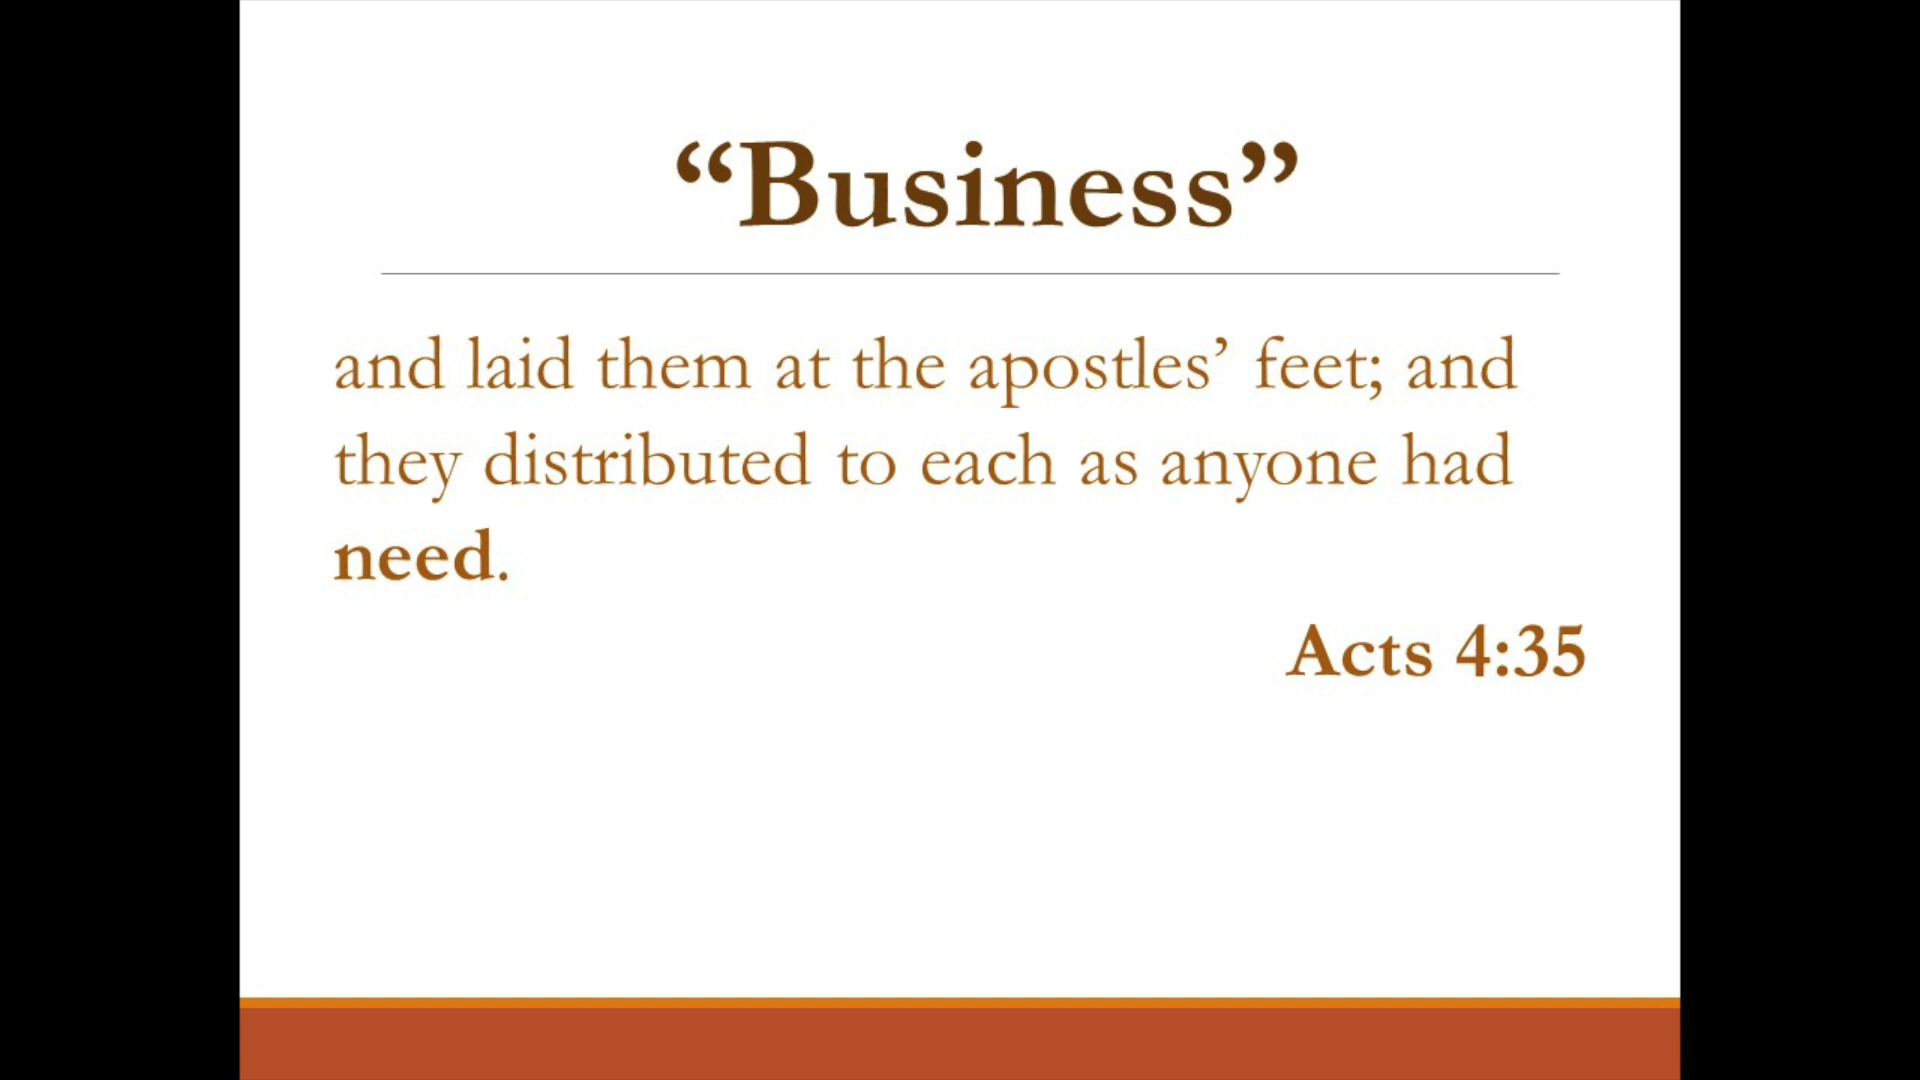 “Business”
and laid them at the apostles’ feet; and
they distributed to each as anyone had
need.
Acts 4:35